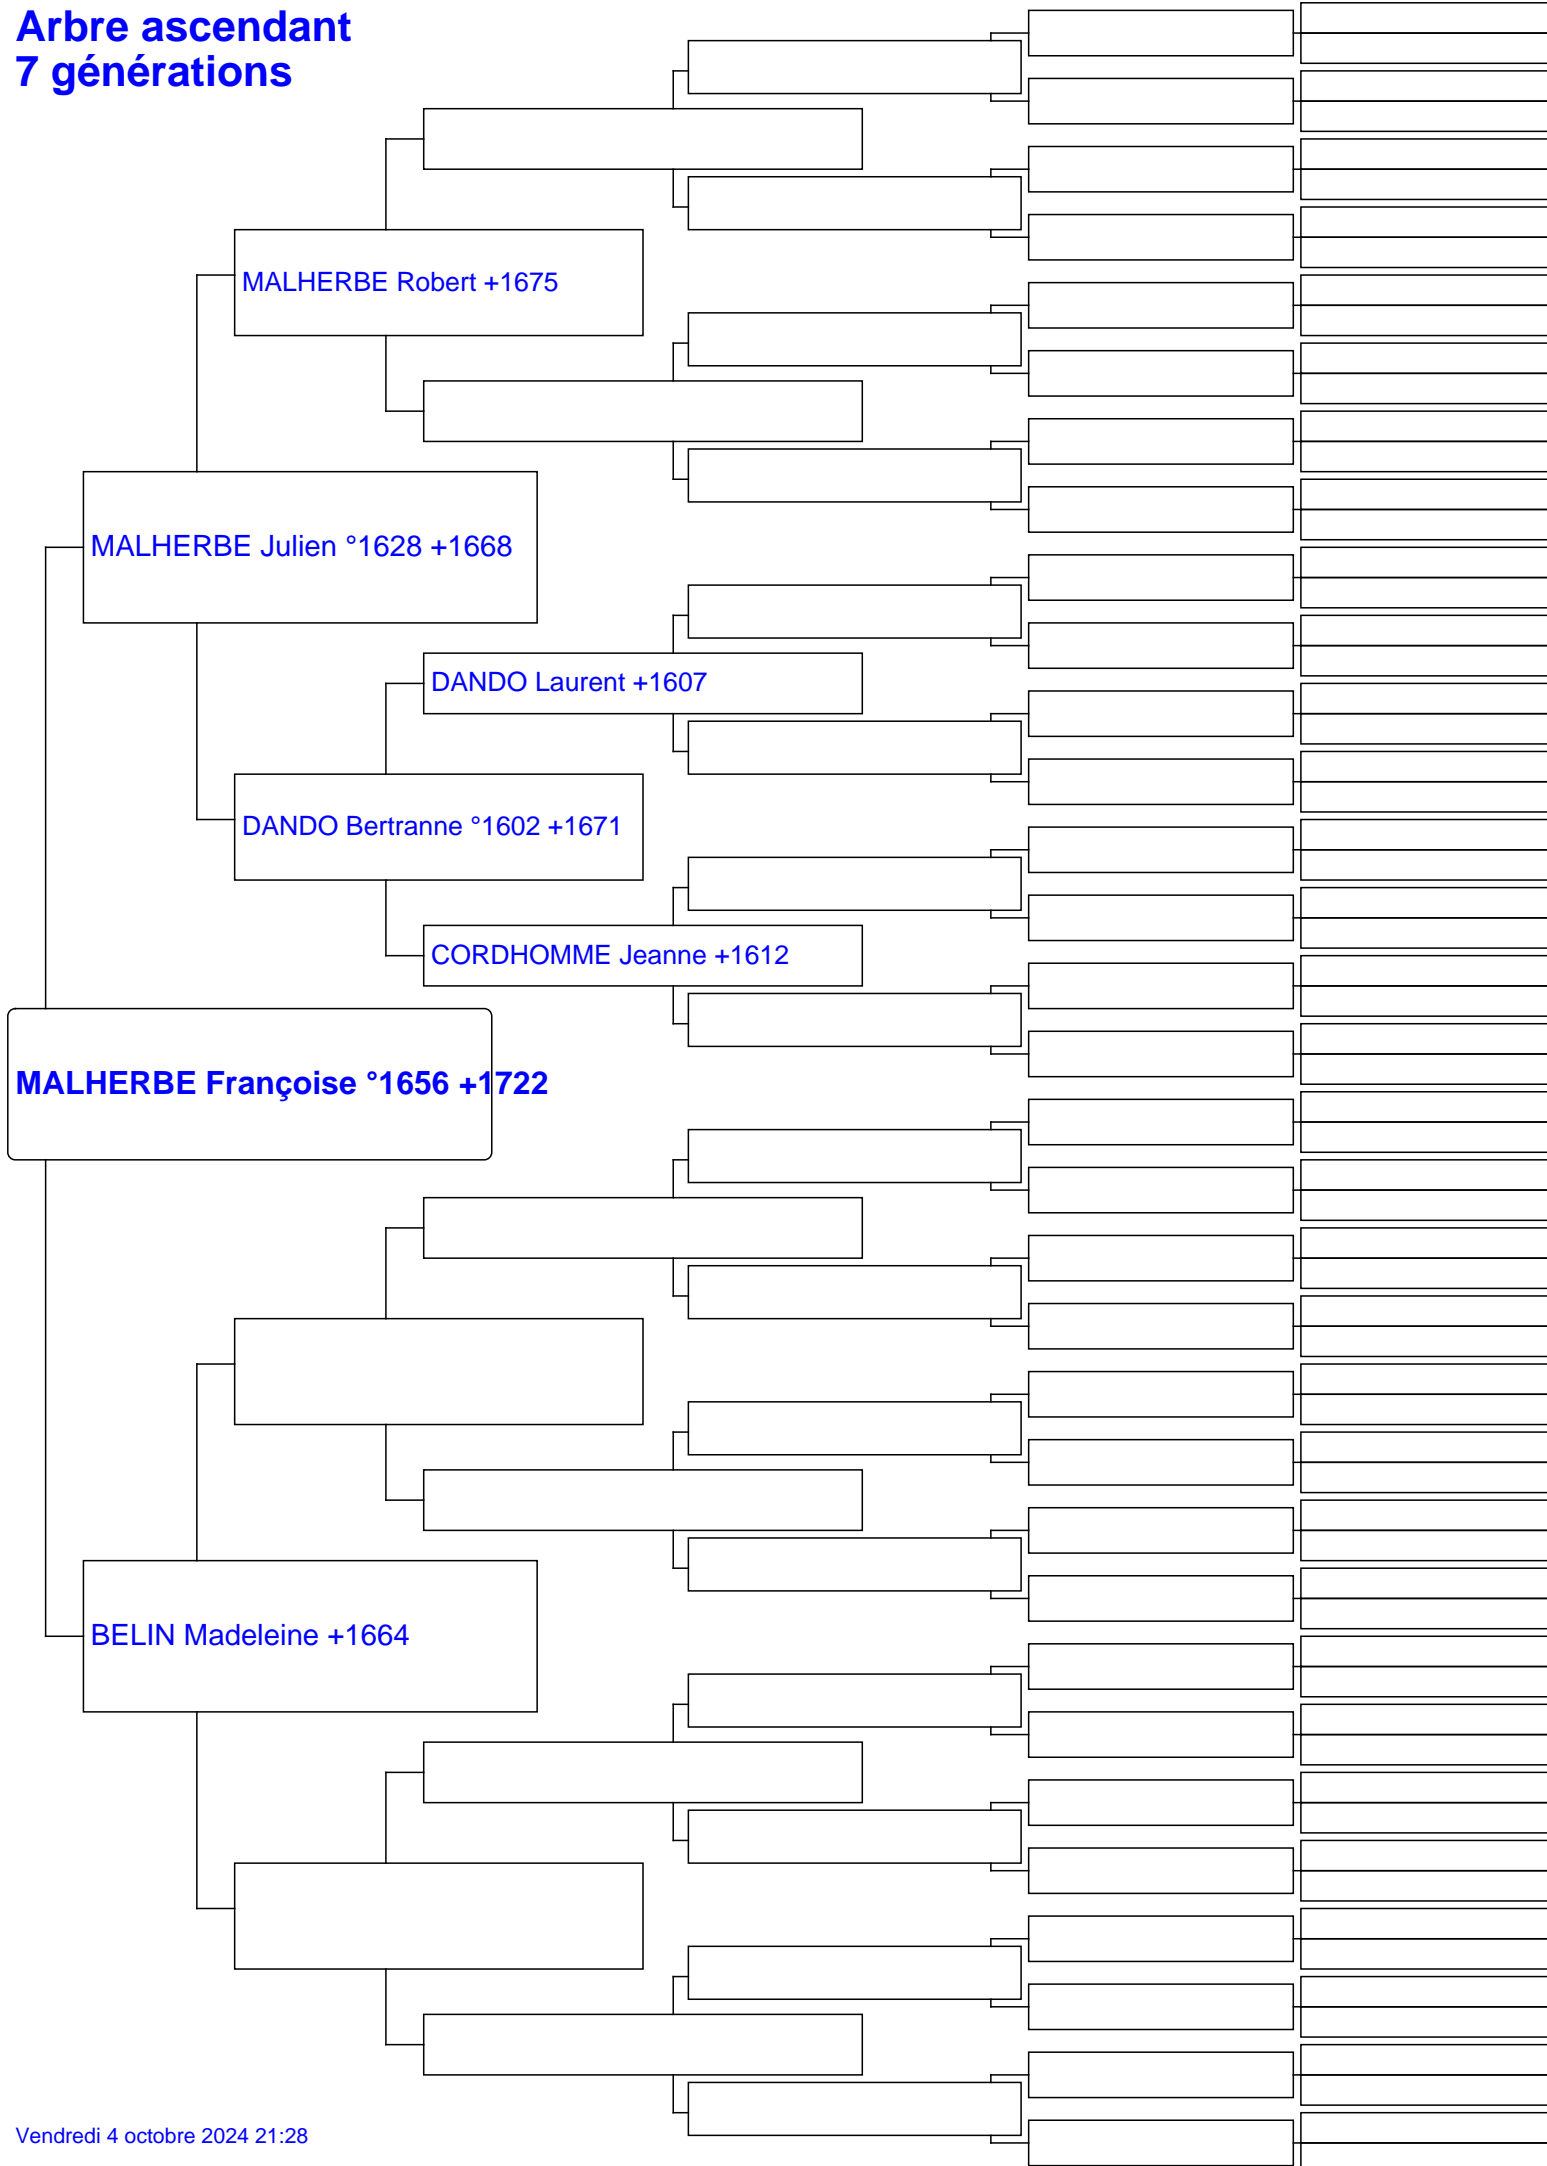 Arbre ascendant
7 générations
MALHERBE Robert +1675
MALHERBE Julien °1628 +1668
DANDO Laurent +1607
DANDO Bertranne °1602 +1671
CORDHOMME Jeanne +1612
MALHERBE Françoise °1656 +1722
BELIN Madeleine +1664
Vendredi 4 octobre 2024 21:28